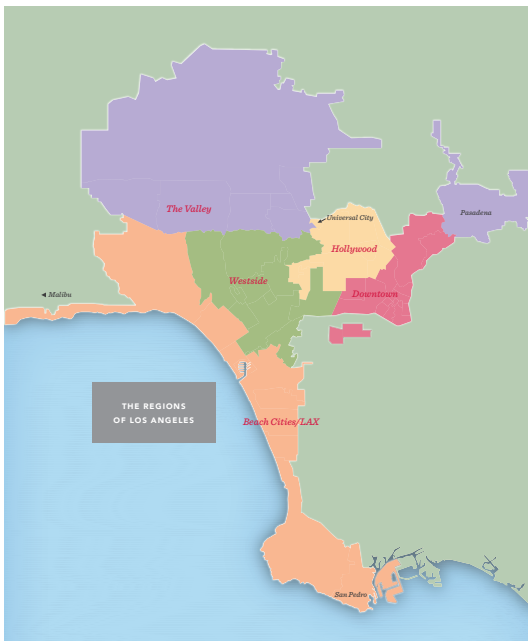 The Valley
Universal City
Pasadena
Hollywood
Westside
Malibu
Downtown
THE REGIONS
OF LOS ANGELES
Beach Cities/LAX
San Pedro